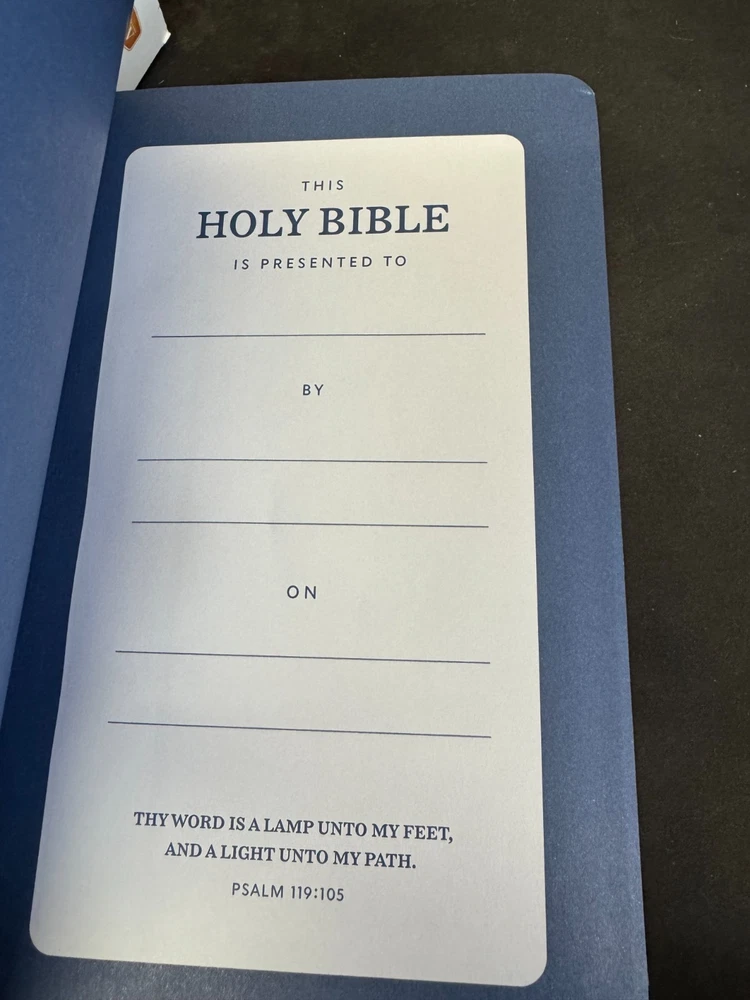 THIS
HOLY BIBLE
IS PRESENTED TO
BY
ON
THY WORD IS A LAMP UNTO MY FEET,
AND A LIGHT UNTO MY PATH.
PSALM 119:105